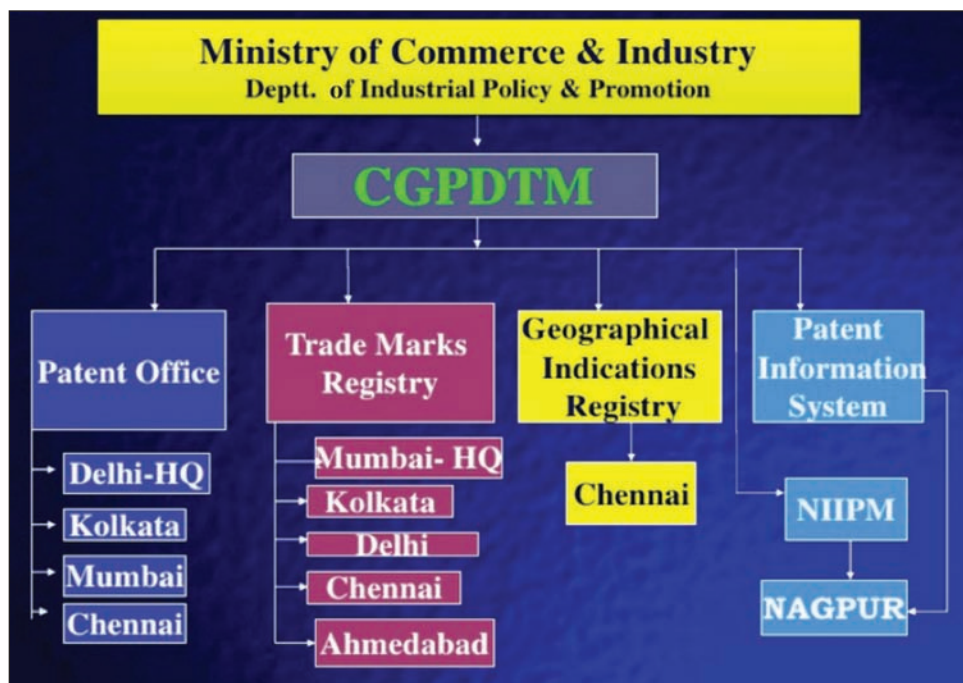 Ministry of Commerce & Industry
Deptt. of Industrial Policy & Promotion
CGPDTM
Patent Office
Delhi-HQ
Kolkata
Mumbai
Chennai
Trade Marks
Registry
Mumbai- HQ
Kolkata
Delhi
Chennai
Ahmedabad
Geographical
Indications
Registry
Chennai
Patent
Information
System
NIIPM
NAGPUR